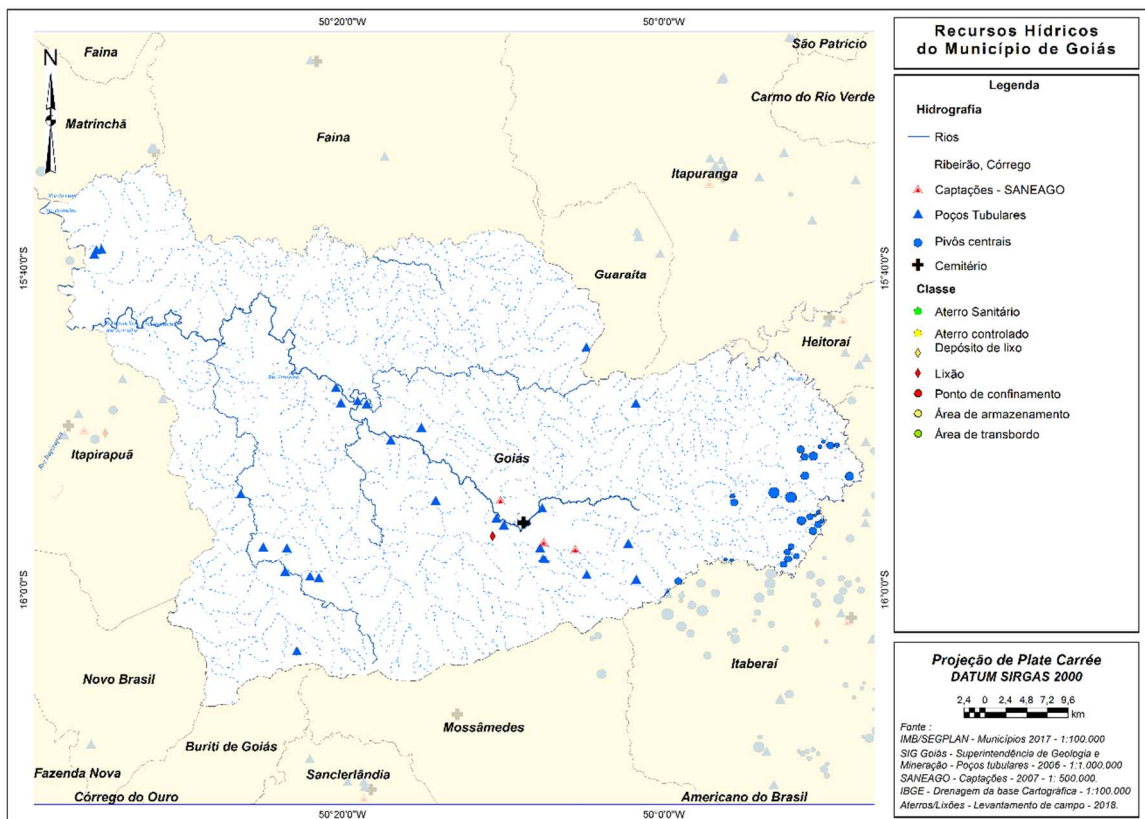 50°20'0"W
50°0'0"W
Recursos Hídricos
do Município de Goiás
Faina
São Patrício
N
Carmo do Rio Verde
Matrinchã
Faina
Itapuranga
15°40'0"S
15°40'0"S
Guaraíta
Heitoraí
Itapirapuã
Goiás
16°0'0"S
16°0'0"S
Itaberaí
Novo Brasil
Mossâmedes
Buriti de Goiás
Fazenda Nova
Sanclerlândia
Córrego do Ouro
Americano do Brasil
50°20'0"W
50°0'0"W
Legenda
Hidrografia
Rios
Ribeirão, Córrego
Captações - SANEAGO
Poços Tubulares
Pivôs centrais
Cemitério
Classe
Aterro Sanitário
Aterro controlado
Depósito de lixo
Lixão
Ponto de confinamento
Área de armazenamento
Área de transbordo
Projeção de Plate Carrée
DATUM SIRGAS 2000
2,4 0 2,4 4,8 7,2 9,6
km
Fonte :
IMB/SEGPLAN - Municípios 2017 - 1:100.000
SIG Goiás - Superintendência de Geologia e
Mineração - Poços tubulares - 2006 - 1:1.000.000
SANEAGO - Captações - 2007 - 1: 500.000.
IBGE - Drenagem da base Cartográfica - 1:100.000
Aterros/Lixões - Levantamento de campo - 2018.